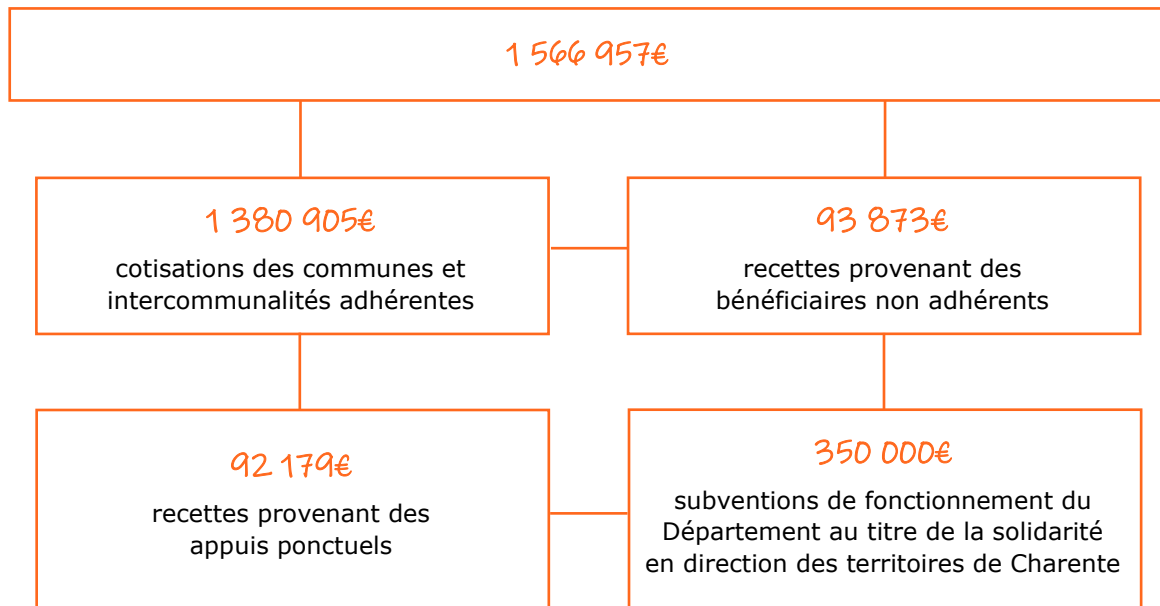 1 566 957€
1 380 905€
cotisations des communes et
intercommunalités adhérentes
93 873€
recettes provenant des
bénéficiaires non adhérents
92 179€
recettes provenant des
appuis ponctuels
350 000€
subventions de fonctionnement du
Département au titre de la solidarité
en direction des territoires de Charente